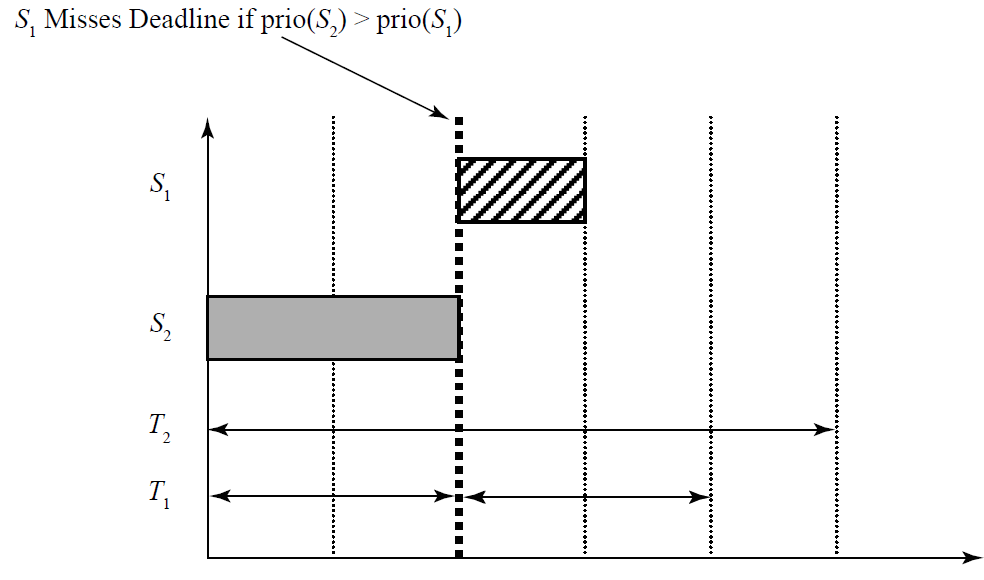 S₁ Misses Deadline if prio(S₂) > prio(S₁)
S₁
S₂
T₂
T₁